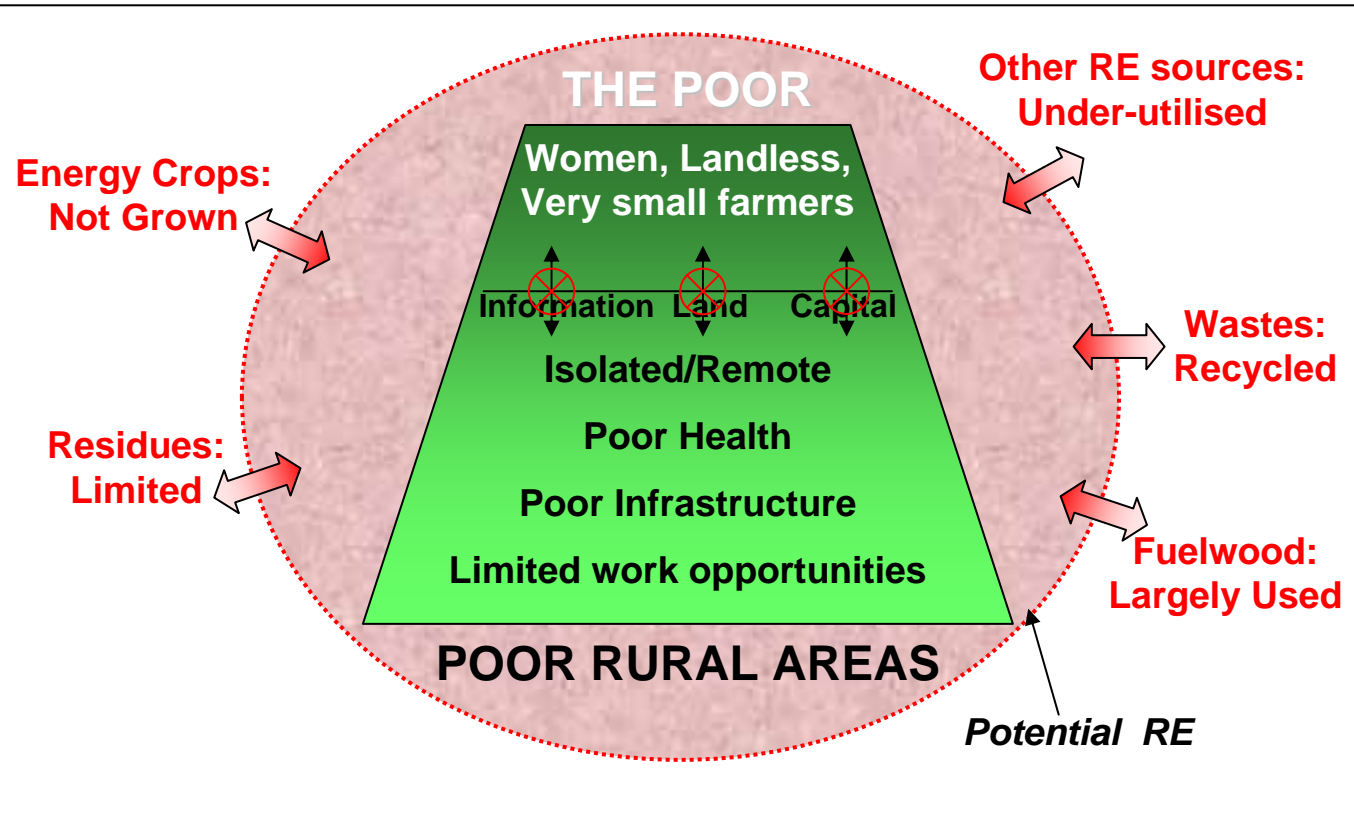 THE POOR
Other RE sources:
Under-utilised
Energy Crops:
Not Grown
Women, Landless,
Very small farmers
Information Land Capital
Wastes:
Recycled
Isolated/Remote
Poor Health
Residues:
Limited
Poor Infrastructure
Fuelwood:
Largely Used
Limited work opportunities
POOR RURAL AREAS
Potential RE